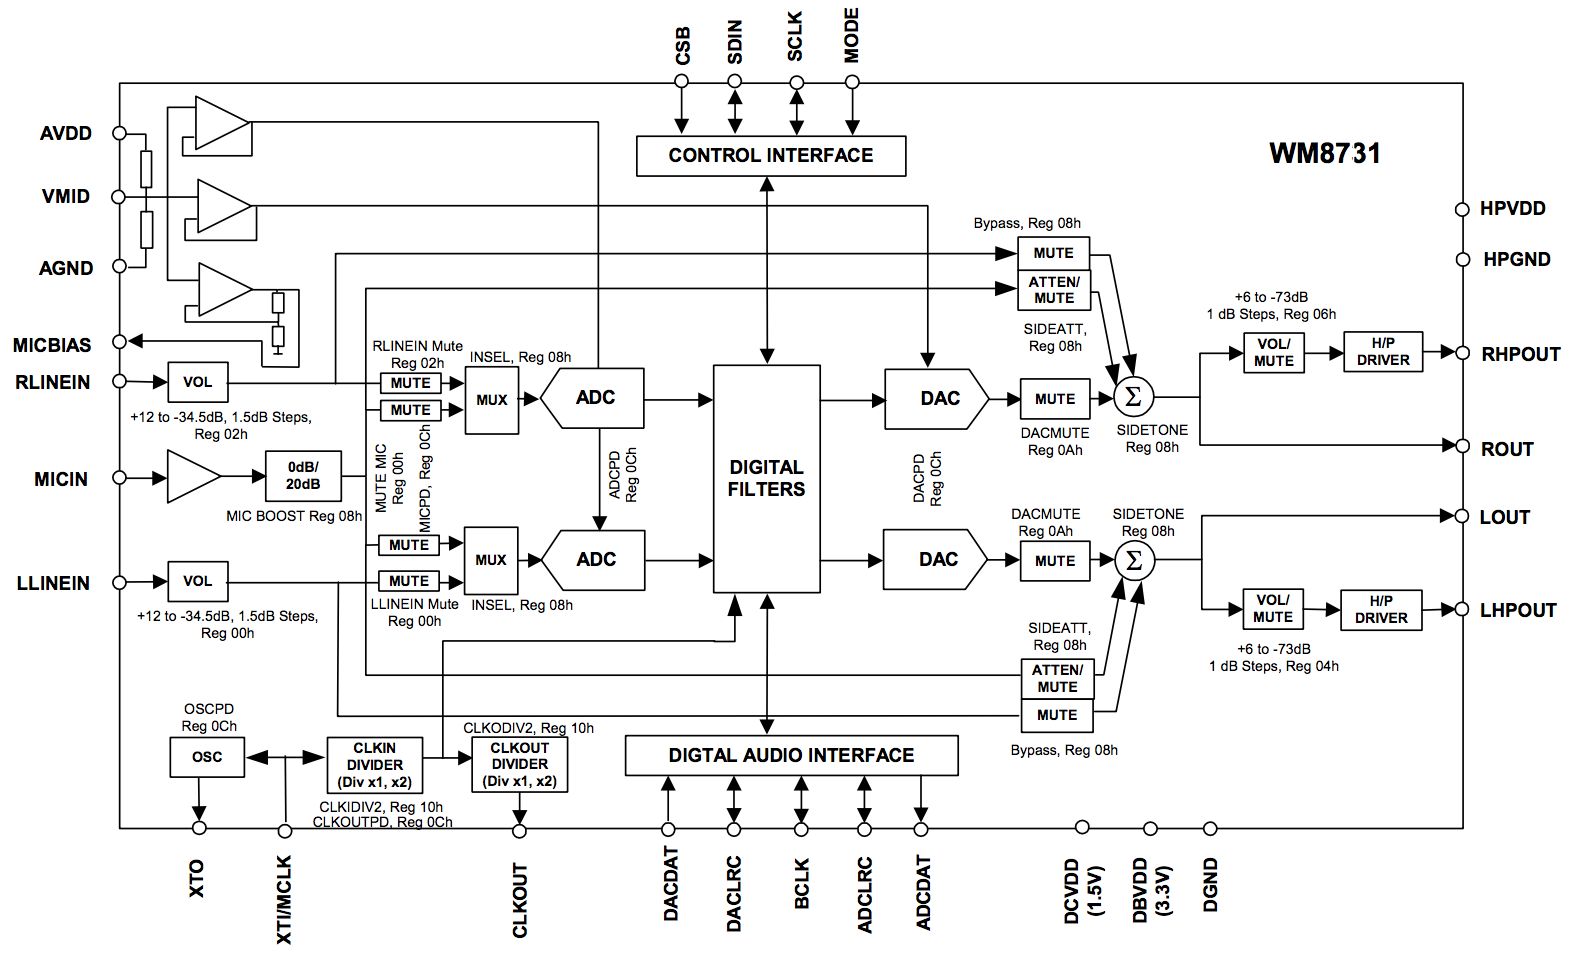 CSB
SDIN
SCLK
MODE
AVDD
VMID
AGND
MICBIAS
RLINEIN
MICIN
LLINEIN
CONTROL INTERFACE
WM8731
HPVDD
HPGND
RHPOUT
ROUT
LOUT
LHPOUT
Bypass, Reg 08h
MUTE
ATTEN/
MUTE
SIDEATT,
Reg 08h
+6 to -73dB
1 dB Steps, Reg 06h
VOL/
MUTE
H/P
DRIVER
RLINEIN Mute
Reg 02h
INSEL, Reg 08h
VOL
MUTE
MUTE
MUX
ADC
DAC
MUTE
Σ
+12 to -34.5dB, 1.5dB Steps,
Reg 02h
DACMUTE
Reg 0Ah
SIDETONE
Reg 08h
0dB/
20dB
MIC BOOST Reg 08h
MUTE MIC
Reg 00h
MICPD, Reg 0Ch
ADCPD
Reg 0Ch
DIGITAL
FILTERS
DACPD
Reg 0Ch
DACMUTE
Reg 0Ah
SIDETONE
Reg 08h
VOL
MUTE
MUTE
MUX
ADC
DAC
MUTE
Σ
LLINEIN Mute
Reg 00h
INSEL, Reg 08h
+12 to -34.5dB, 1.5dB Steps,
Reg 00h
VOL/
MUTE
H/P
DRIVER
+6 to -73dB
1 dB Steps, Reg 04h
SIDEATT,
Reg 08h
ATTEN/
MUTE
MUTE
Bypass, Reg 08h
OSCPD
Reg 0Ch
OSC
CLKIN
DIVIDER
(Div x1, x2)
CLKODIV2, Reg 10h
CLKOUT
DIVIDER
(Div x1, x2)
CLKIDIV2, Reg 10h
CLKOUTPD, Reg 0Ch
DIGTAL AUDIO INTERFACE
XTO
XTI/MCLK
CLKOUT
DACDAT
DACLRC
BCLK
ADCLRC
ADCDAT
DCVDD
(1.5V)
DBVDD
(3.3V)
DGND